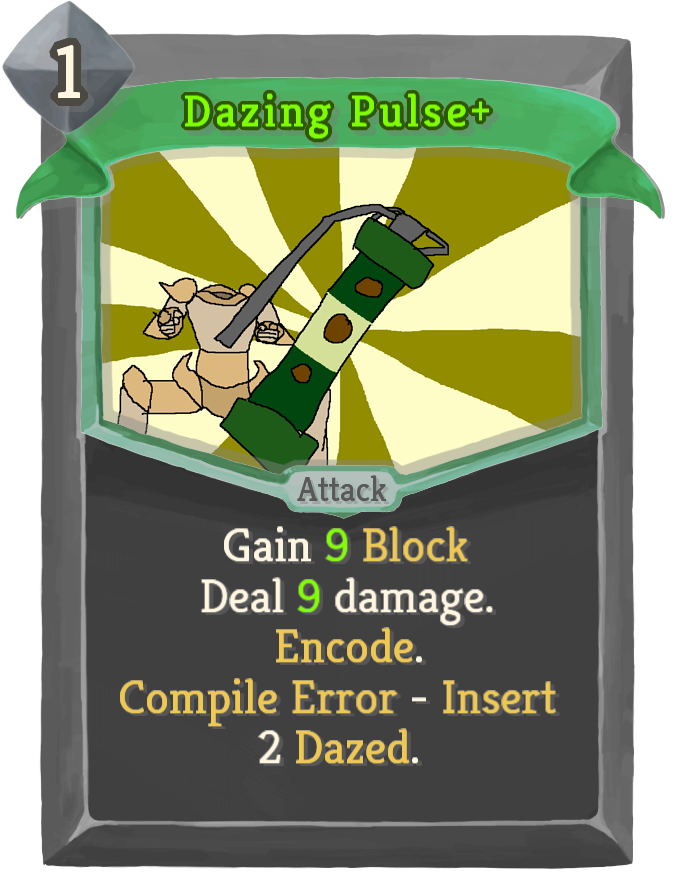 1
Dazing Pulse+
Attack
Gain 9 Block
Deal 9 damage.
Encode.
Compile Error - Insert
2 Dazed.